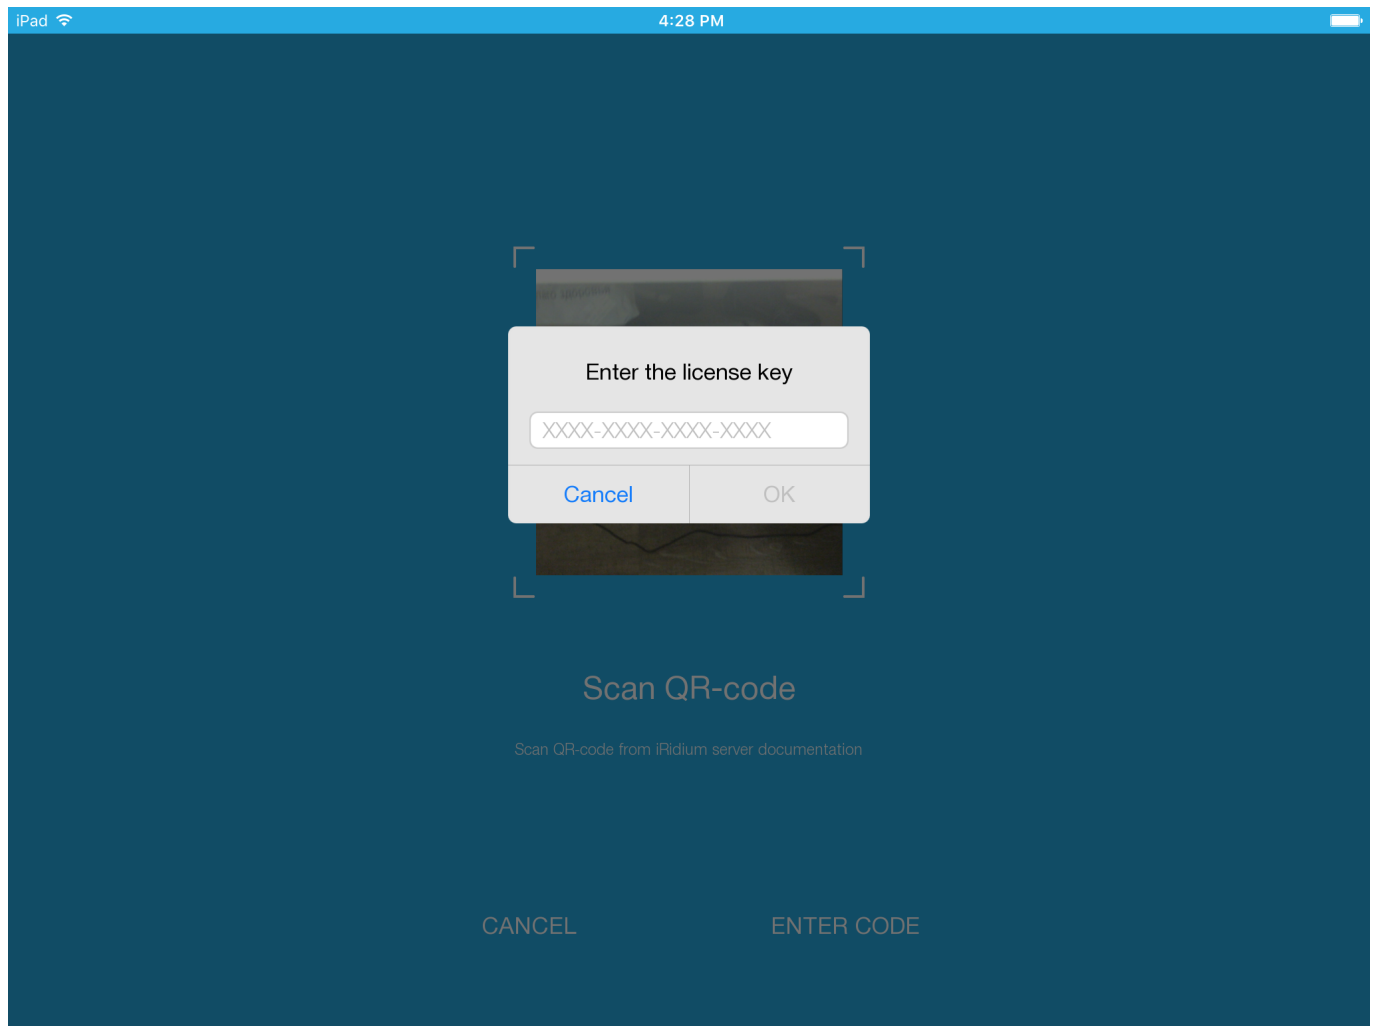 iPad 4:28 PM
Enter the license key
XXXX-XXXX-XXXX-XXXX
Cancel OK
Scan QR-code
Scan QR-code from iRidium server documentation
CANCEL ENTER CODE